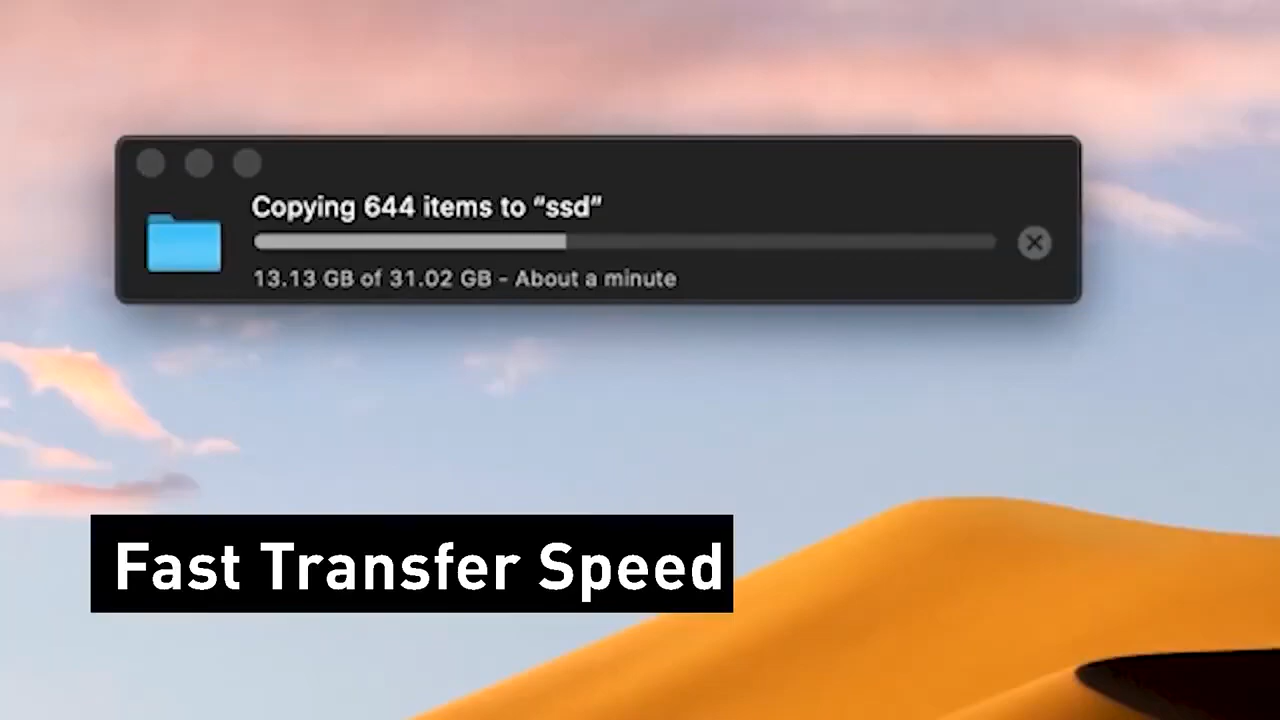 Copying 644 items to “ssd”
13.13 GB of 31.02 GB - About a minute
Fast Transfer Speed